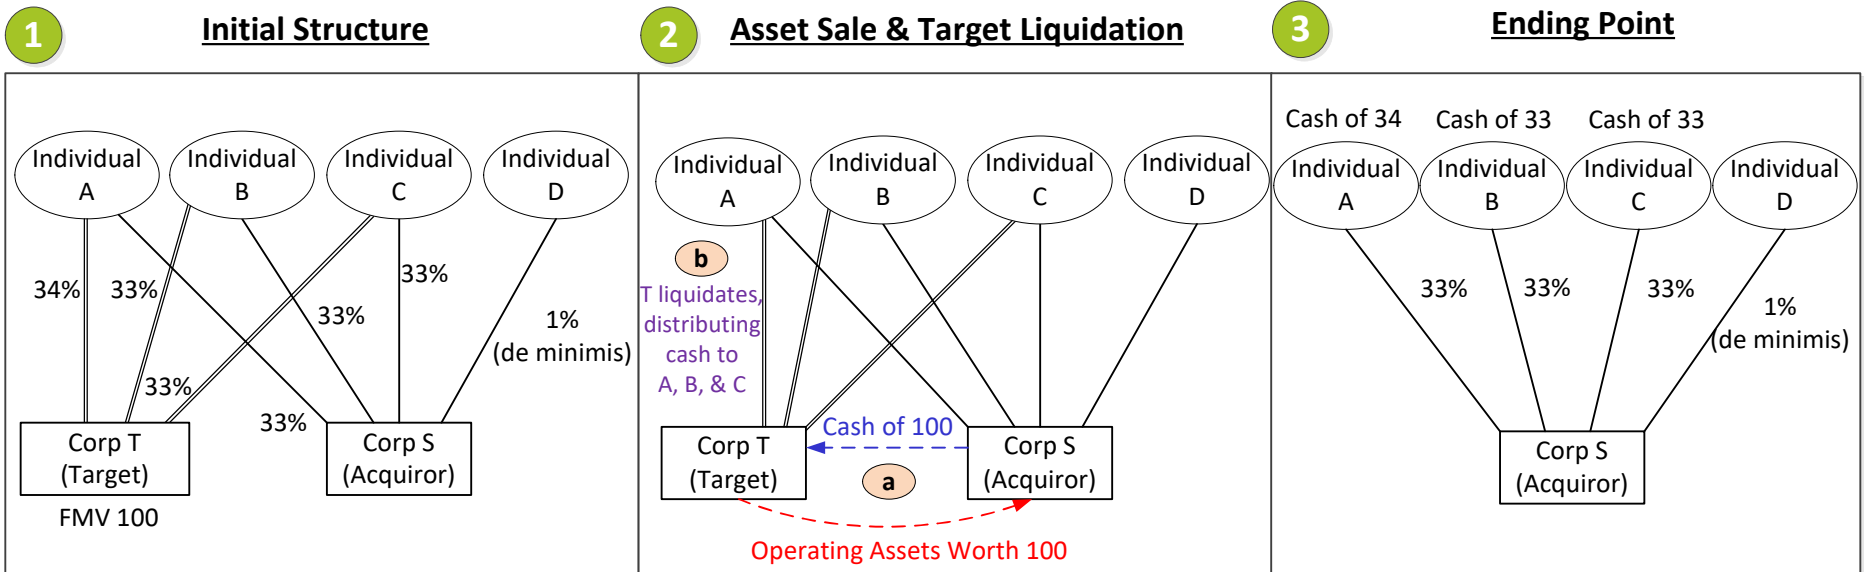 1
Initial Structure
Individual
A
Individual
B
Individual
C
Individual
D
34%
33%
33%
33%
1%
(de minimis)
33%
33%
Corp T
(Target)
Corp S
(Acquiror)
FMV 100
2
Asset Sale & Target Liquidation
Individual
A
Individual
B
Individual
C
Individual
D
b
T liquidates,
distributing
cash to
A, B, & C
Cash of 100
Corp T
(Target)
a
Corp S
(Acquiror)
Operating Assets Worth 100
3
Ending Point
Cash of 34
Cash of 33
Cash of 33
Individual
A
Individual
B
Individual
C
Individual
D
33%
33%
33%
1%
(de minimis)
Corp S
(Acquiror)